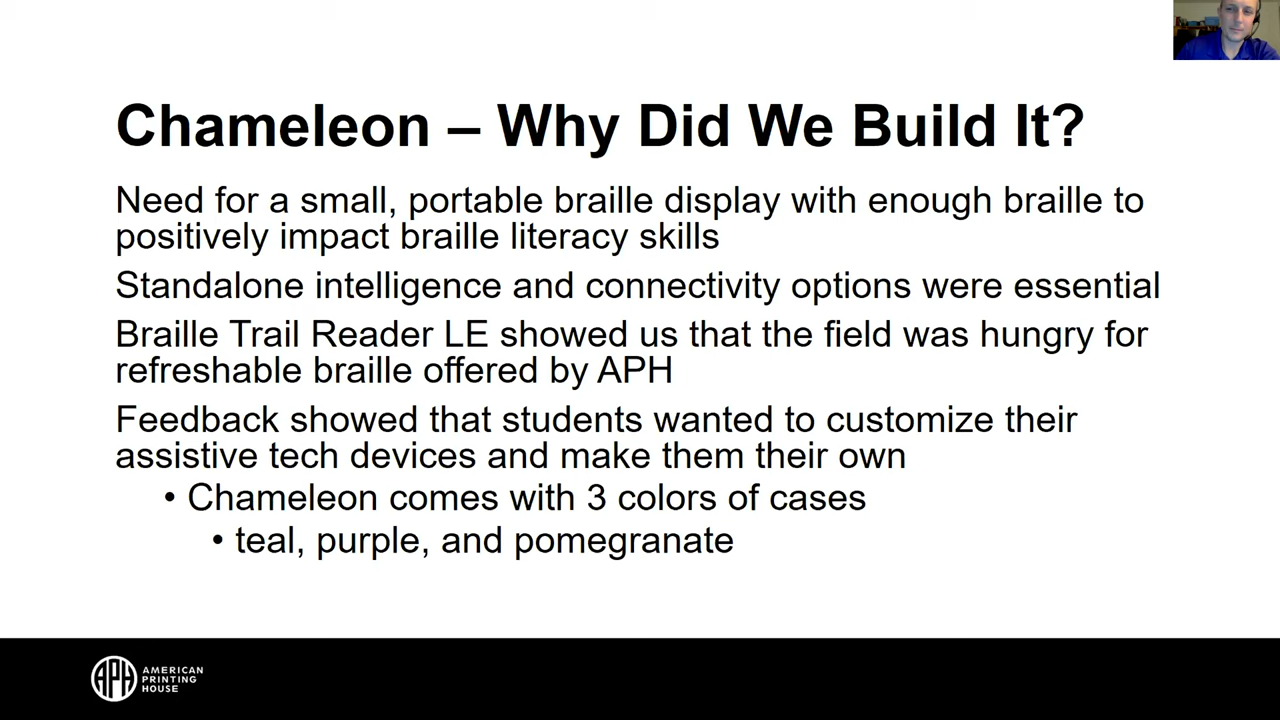 Chameleon – Why Did We Build It?
Need for a small, portable braille display with enough braille to
positively impact braille literacy skills
Standalone intelligence and connectivity options were essential
Braille Trail Reader LE showed us that the field was hungry for
refreshable braille offered by APH
Feedback showed that students wanted to customize their
assistive tech devices and make them their own
• Chameleon comes with 3 colors of cases
• teal, purple, and pomegranate
APH
AMERICAN
PRINTING
HOUSE